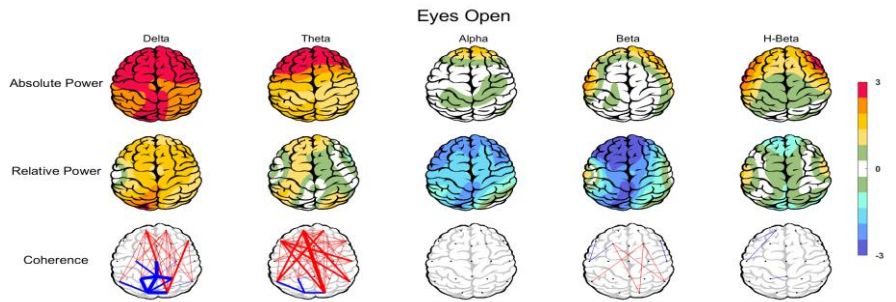 Eyes Open
Delta Theta Alpha Beta H-Beta
Absolute Power
3
Relative Power
0
Coherence
-3